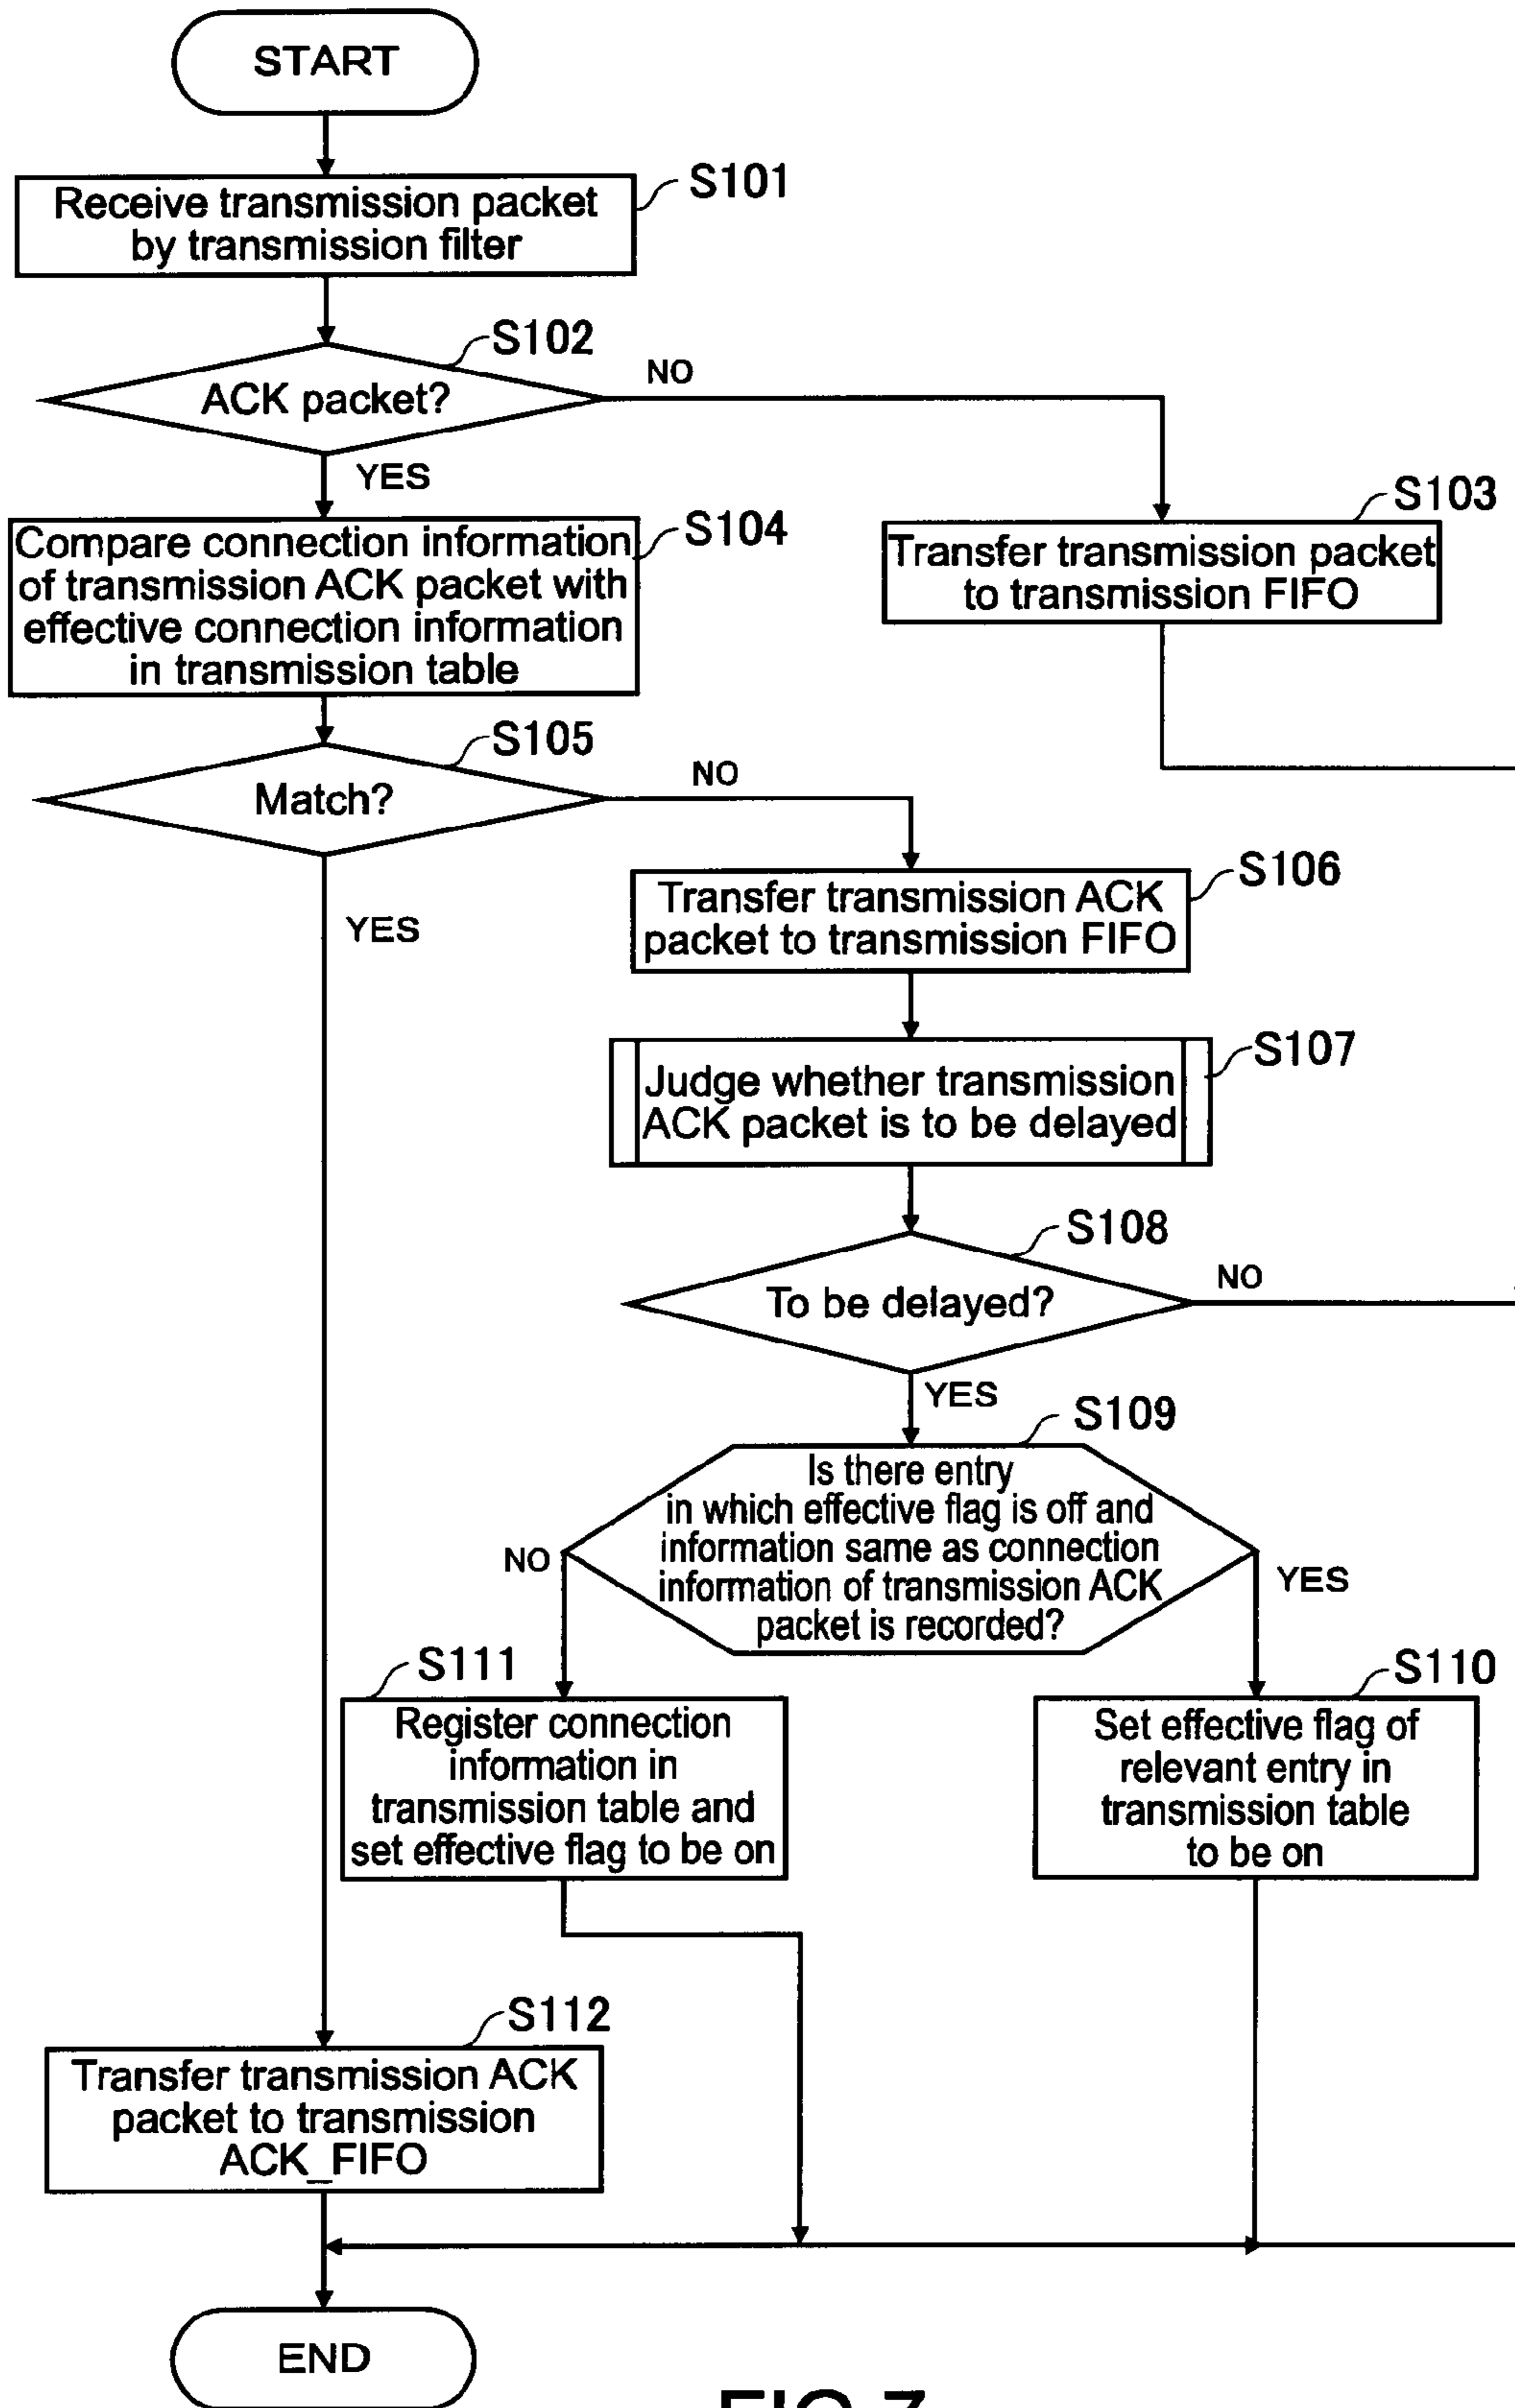 START
S101
Receive transmission packet
by transmission filter
S102
ACK packet?
NO
YES
S103
Transfer transmission packet
to transmission FIFO
S104
Compare connection information
of transmission ACK packet with
effective connection information
in transmission table
S105
Match?
NO
YES
S106
Transfer transmission ACK
packet to transmission FIFO
S107
Judge whether transmission
ACK packet is to be delayed
S108
To be delayed?
NO
YES
S109
Is there entry
in which effective flag is off and
information same as connection
information of transmission ACK
packet is recorded?
NO
YES
S111
Register connection
information in
transmission table and
set effective flag to be on
S110
Set effective flag of
relevant entry in
transmission table
to be on
S112
Transfer transmission ACK
packet to transmission
ACK_FIFO
END